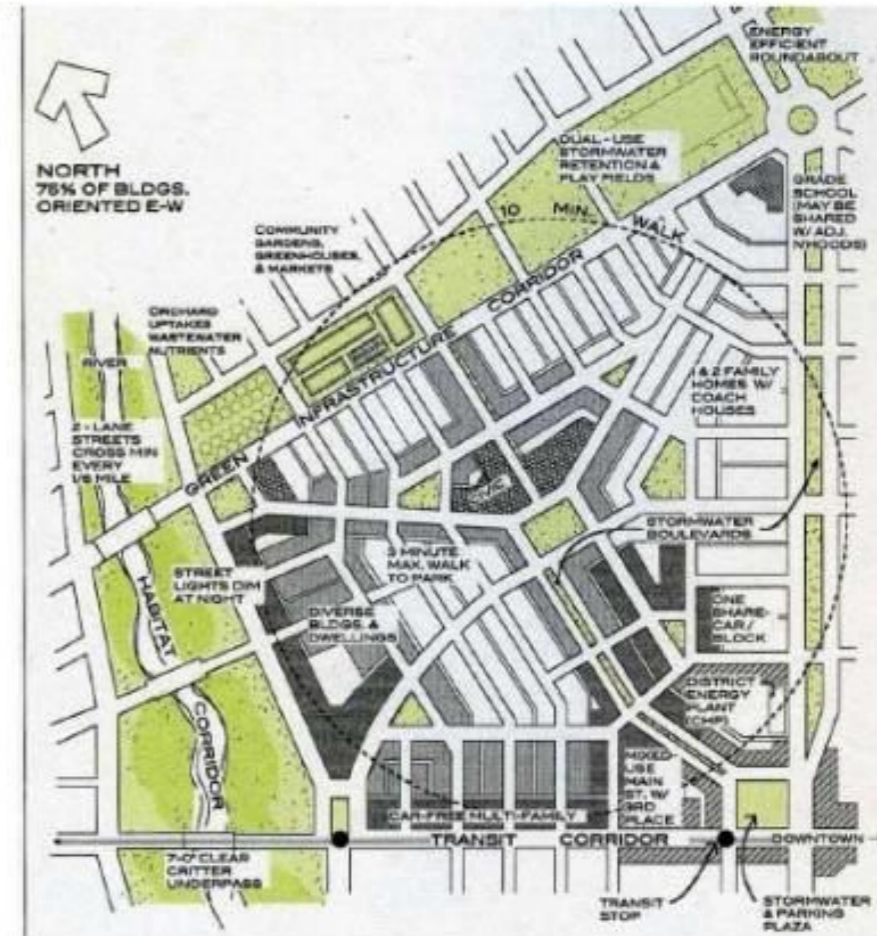 ENERGY
EFFICIENT
ROUNDABOUT
NORTH
75% OF BLDGS.
ORIENTED E-W
DUAL-USE
STORMWATER
RETENTION &
PLAY FIELDS
GRADE
SCHOOL
(MAY BE
SHARED
W/ ADJ.
N'HOODS)
10 MIN. WALK
COMMUNITY
GARDENS,
GREENHOUSES,
& MARKETS
ORCHARD
UPTAKES
WASTEWATER
NUTRIENTS
RIVER
GREEN INFRASTRUCTURE CORRIDOR
1 & 2 FAMILY
HOMES W/
COACH
HOUSES
2-LANE
STREETS
CROSS MIN
EVERY
1/8 MILE
CIVIC
STORMWATER
BOULEVARDS
STREET
LIGHTS DIM
AT NIGHT
3 MINUTE
MAX. WALK
TO PARK
DIVERSE
BLDGS. &
DWELLINGS
ONE
SHARE-
CAR /
BLOCK
HABITAT CORRIDOR
DISTRICT
ENERGY
PLANT
(CHP)
MIXED-
USE
MAIN
ST. W/
3RD
PLACE
CAR-FREE MULTI-FAMILY
TRANSIT CORRIDOR
DOWNTOWN
7'-0" CLEAR
CRITTER
UNDERPASS
TRANSIT
STOP
STORMWATER
& PARKING
PLAZA